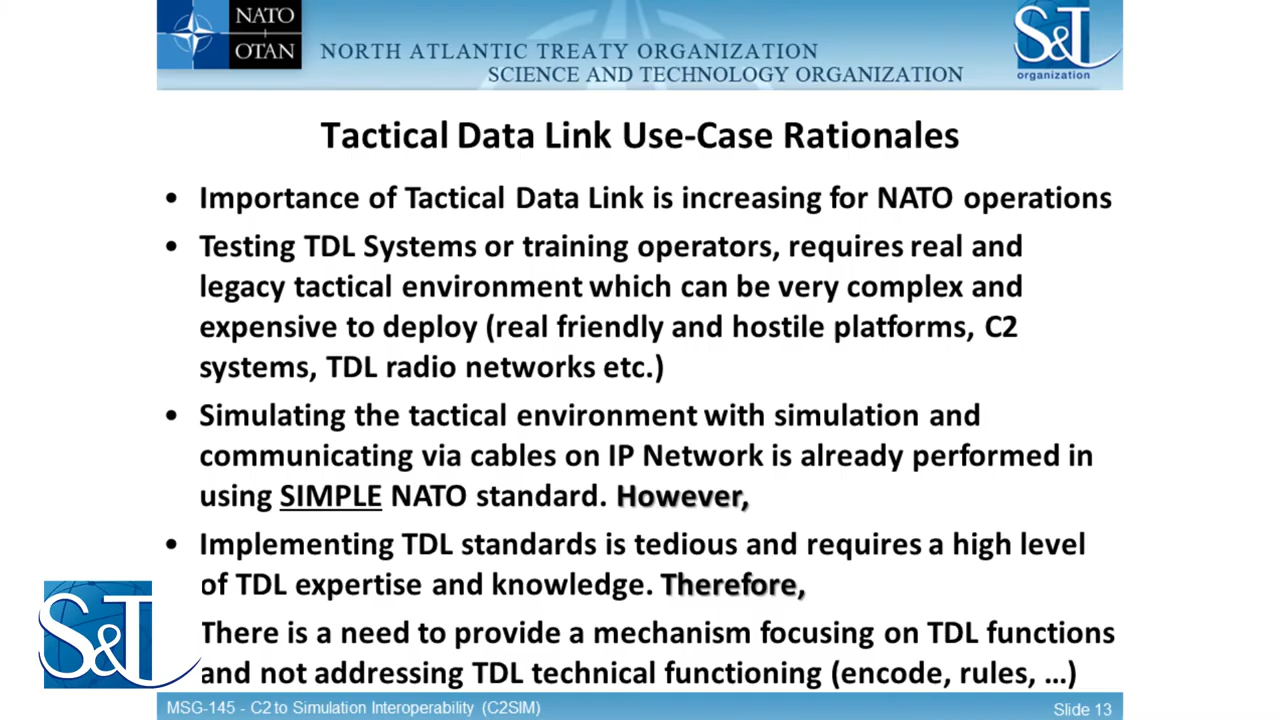 NATO
OTAN
NORTH ATLANTIC TREATY ORGANIZATION
SCIENCE AND TECHNOLOGY ORGANIZATION
S&T
organization
Tactical Data Link Use-Case Rationales
• Importance of Tactical Data Link is increasing for NATO operations
• Testing TDL Systems or training operators, requires real and
legacy tactical environment which can be very complex and
expensive to deploy (real friendly and hostile platforms, C2
systems, TDL radio networks etc.)
• Simulating the tactical environment with simulation and
communicating via cables on IP Network is already performed in
using SIMPLE NATO standard. However,
• Implementing TDL standards is tedious and requires a high level
of TDL expertise and knowledge. Therefore,
There is a need to provide a mechanism focusing on TDL functions
and not addressing TDL technical functioning (encode, rules, …)
S&T
MSG-145 - C2 to Simulation Interoperability (C2SIM)
Slide 13